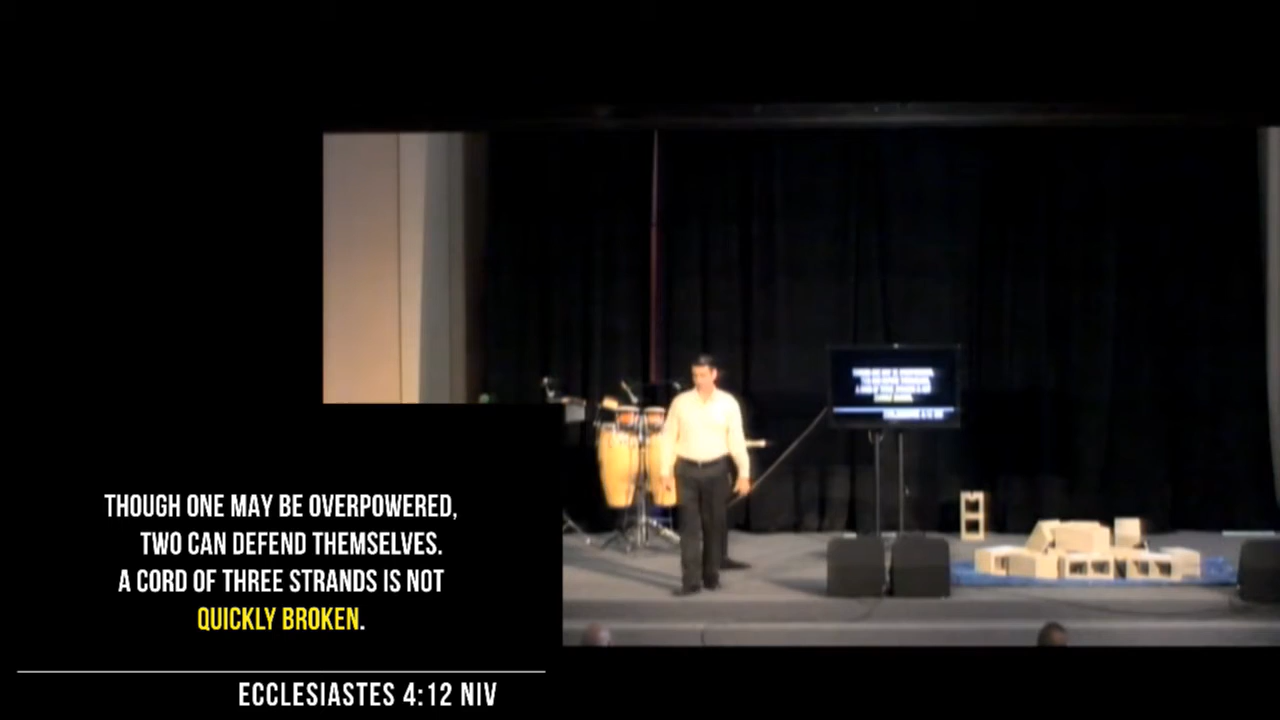 THOUGH ONE MAY BE OVERPOWERED,
TWO CAN DEFEND THEMSELVES.
A CORD OF THREE STRANDS IS NOT
QUICKLY BROKEN.
ECCLESIASTES 4:12 NIV